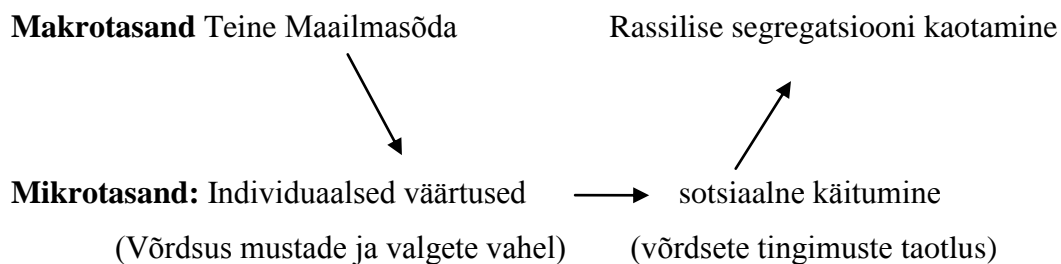 Makrotasand Teine Maailmasõda Rassilise segregatsiooni kaotamine
Mikrotasand: Individuaalsed väärtused sotsiaalne käitumine
(Võrdsus mustade ja valgete vahel) (võrdsete tingimuste taotlus)